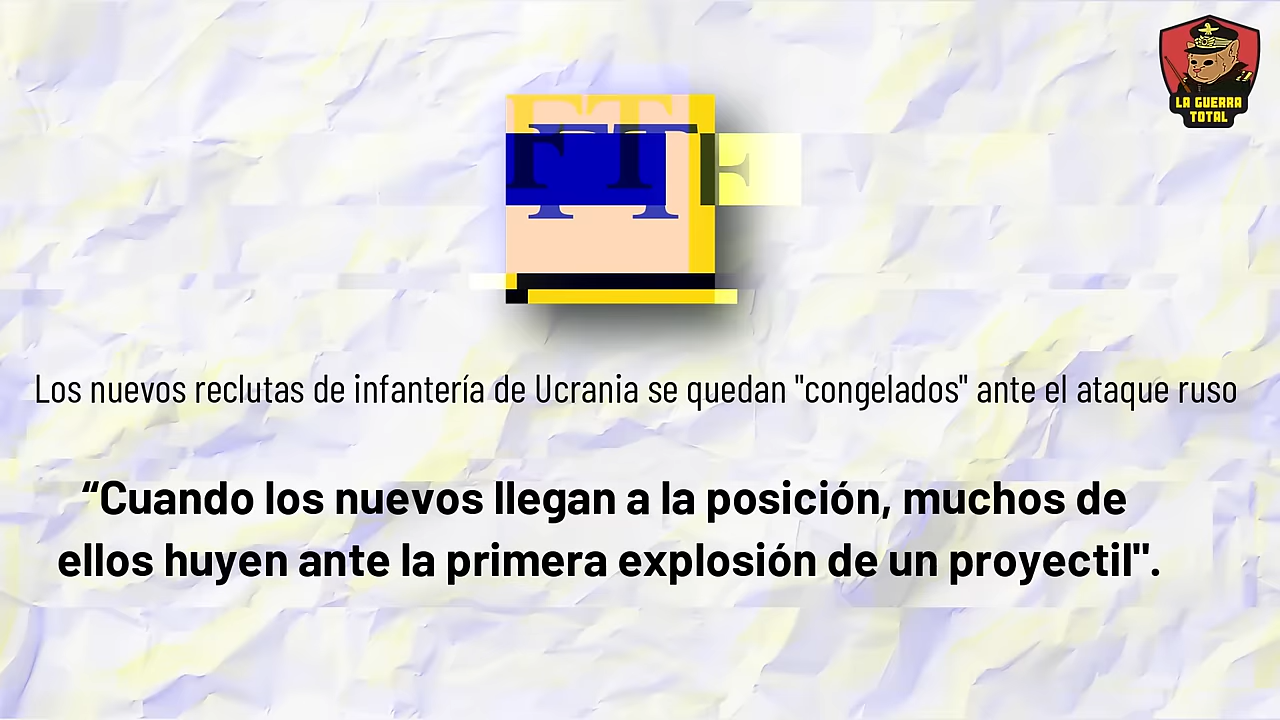 LA GUERRA
TOTAL
FT
Los nuevos reclutas de infantería de Ucrania se quedan "congelados" ante el ataque ruso
“Cuando los nuevos llegan a la posición, muchos de
ellos huyen ante la primera explosión de un proyectil".